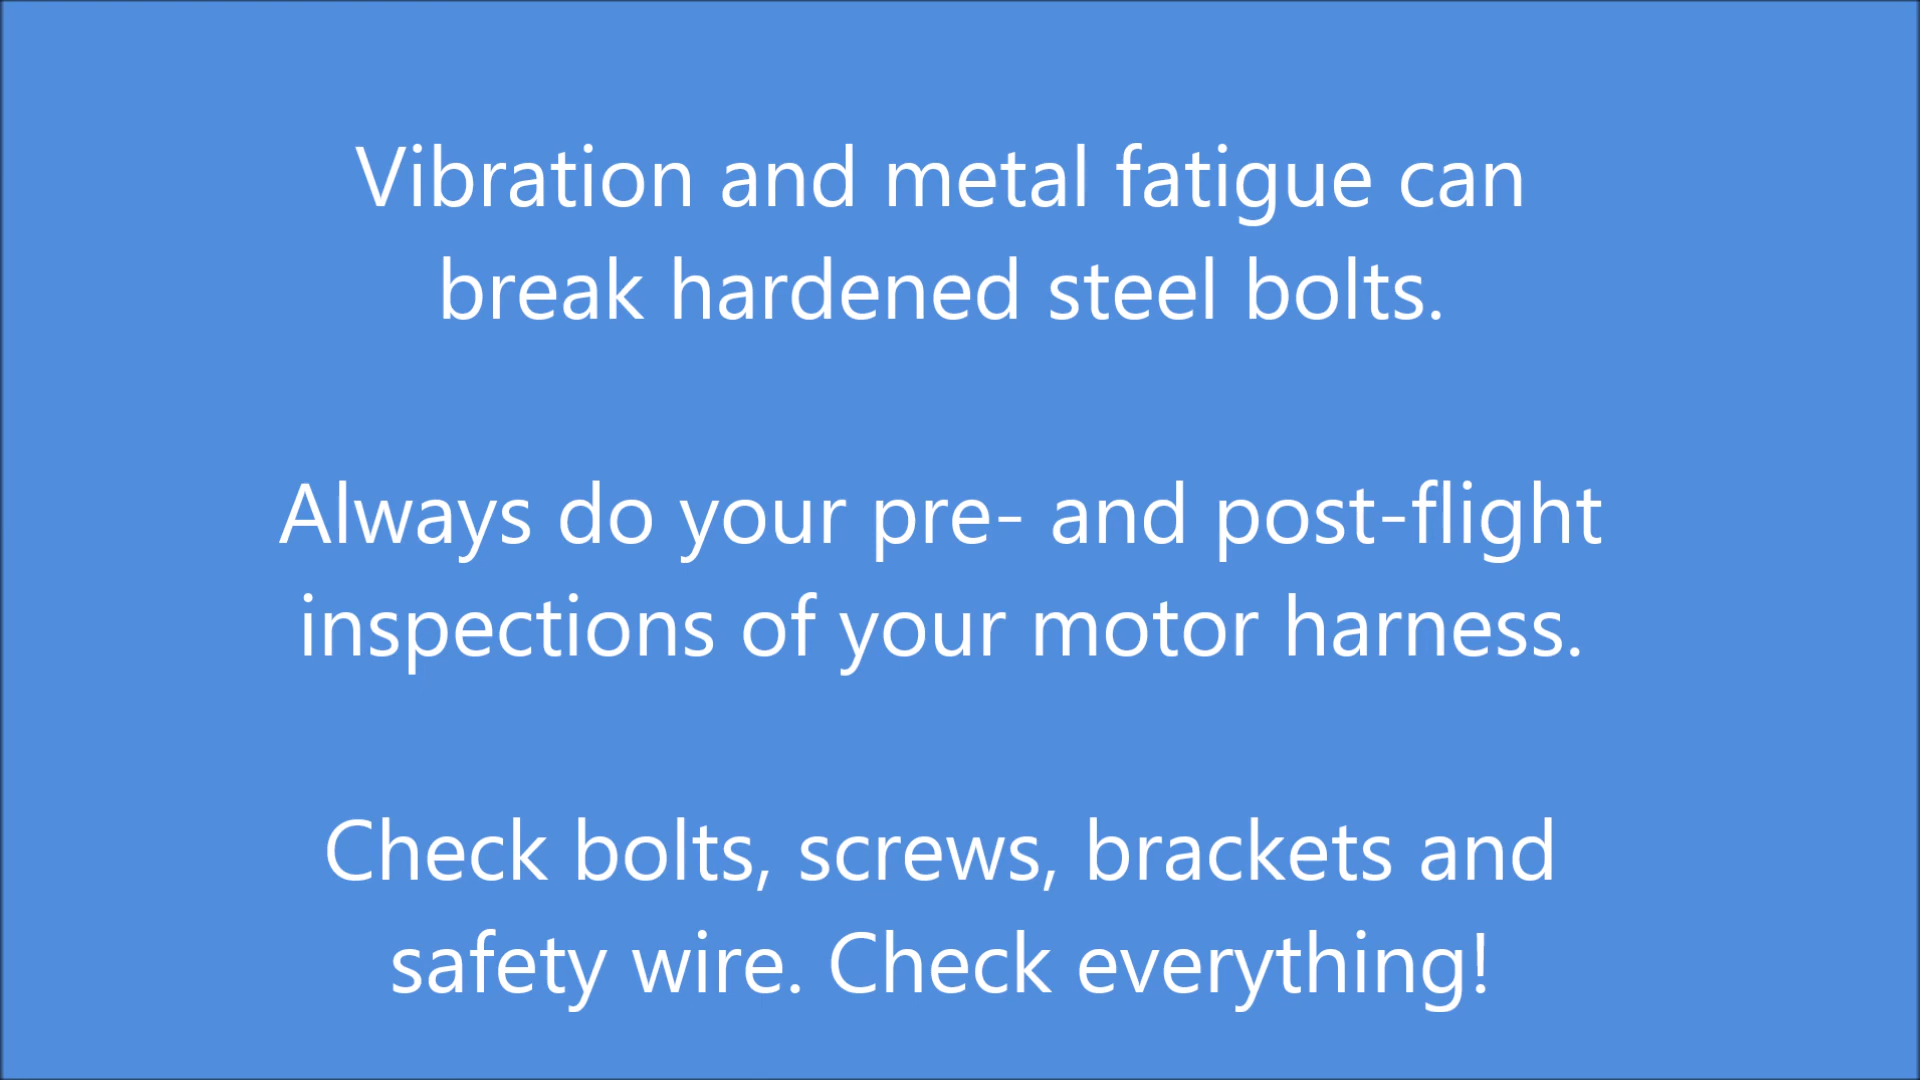 Vibration and metal fatigue can
break hardened steel bolts.
Always do your pre- and post-flight
inspections of your motor harness.
Check bolts, screws, brackets and
safety wire. Check everything!